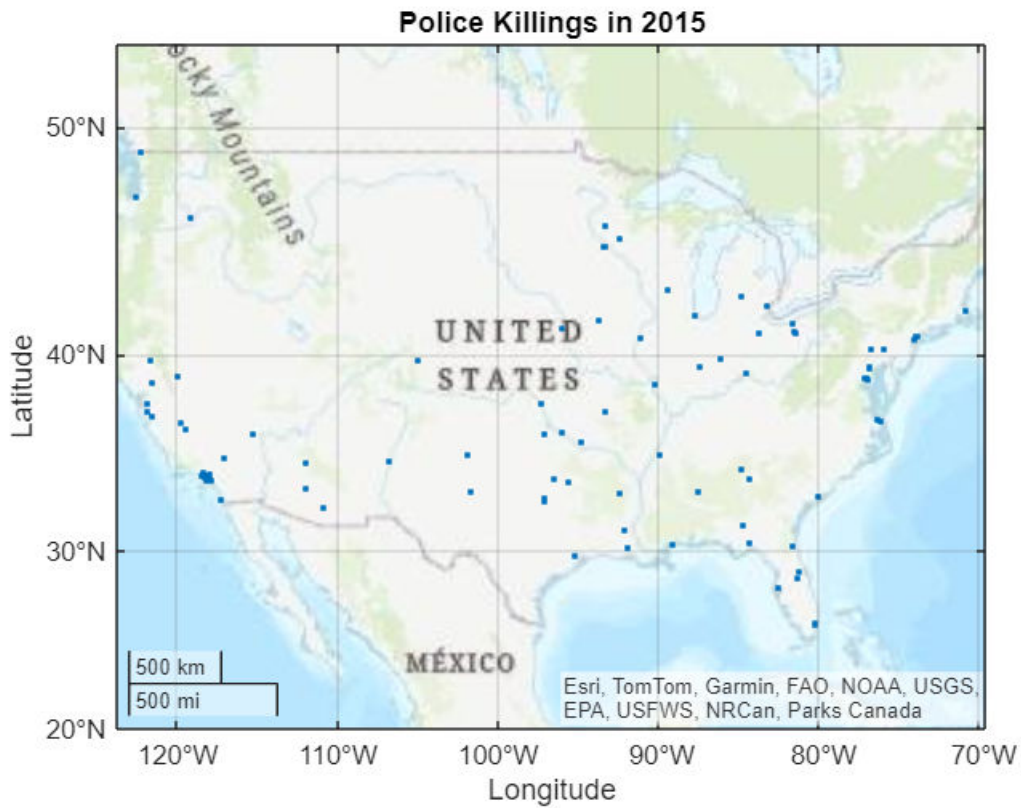 Police Killings in 2015
ecky Mountains
50°N
40°N
30°N
20°N
Latitude
UNITED
STATES
MÉXICO
500 km
500 mi
Esri, TomTom, Garmin, FAO, NOAA, USGS,
EPA, USFWS, NRCan, Parks Canada
120°W
110°W
100°W
90°W
80°W
70°W
Longitude